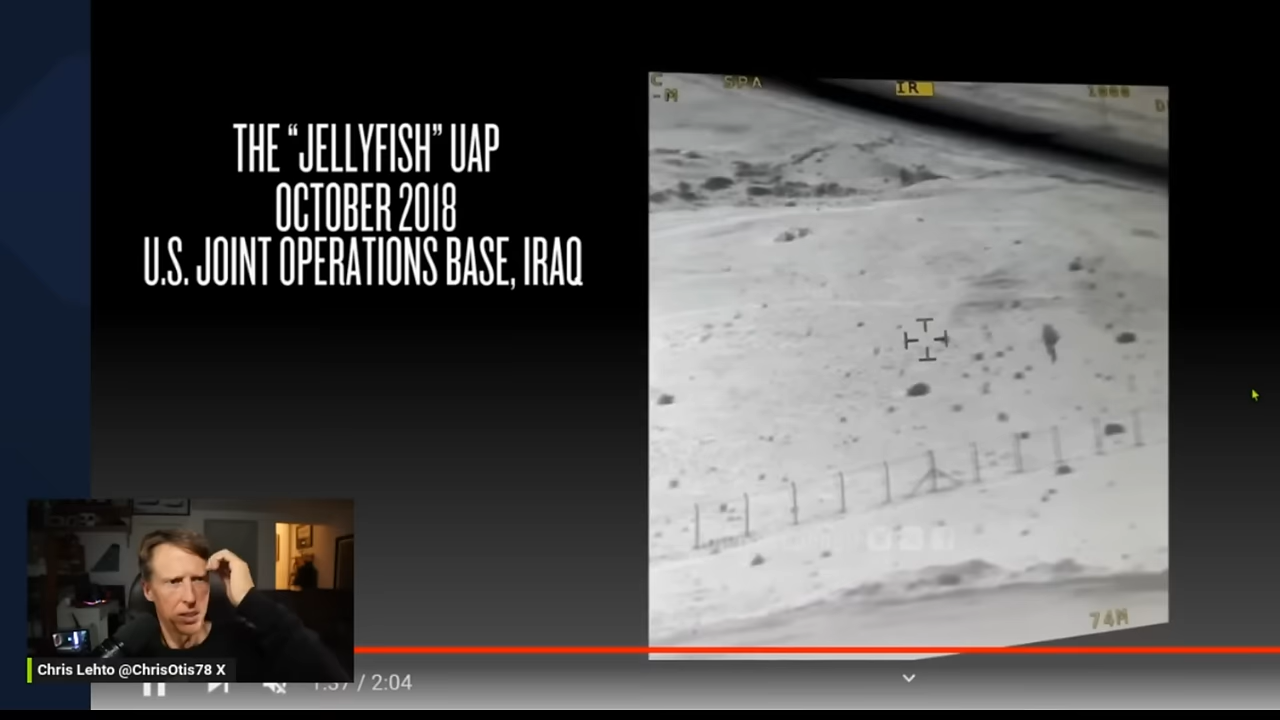 THE “JELLYFISH” UAP
OCTOBER 2018
U.S. JOINT OPERATIONS BASE, IRAQ
C
SPA
IR
1000
-M
D
74M
Chris Lehto @ChrisOtis78 X
1:37 / 2:04